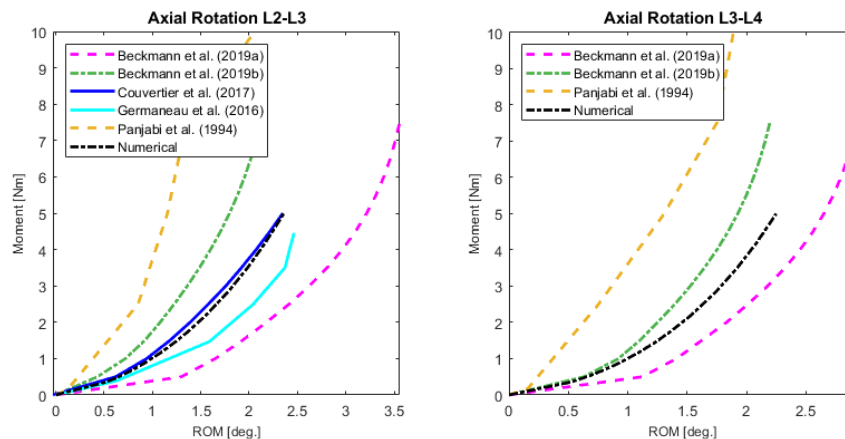 Axial Rotation L2-L3
10
9
8
7
6
5
4
3
2
1
0
Moment [Nm]
Beckmann et al. (2019a)
Beckmann et al. (2019b)
Couvertier et al. (2017)
Germaneau et al. (2016)
Panjabi et al. (1994)
Numerical
0 0.5 1 1.5 2 2.5 3 3.5
ROM [deg.]
Axial Rotation L3-L4
10
9
8
7
6
5
4
3
2
1
0
Moment [Nm]
Beckmann et al. (2019a)
Beckmann et al. (2019b)
Panjabi et al. (1994)
Numerical
0 0.5 1 1.5 2 2.5
ROM [deg.]